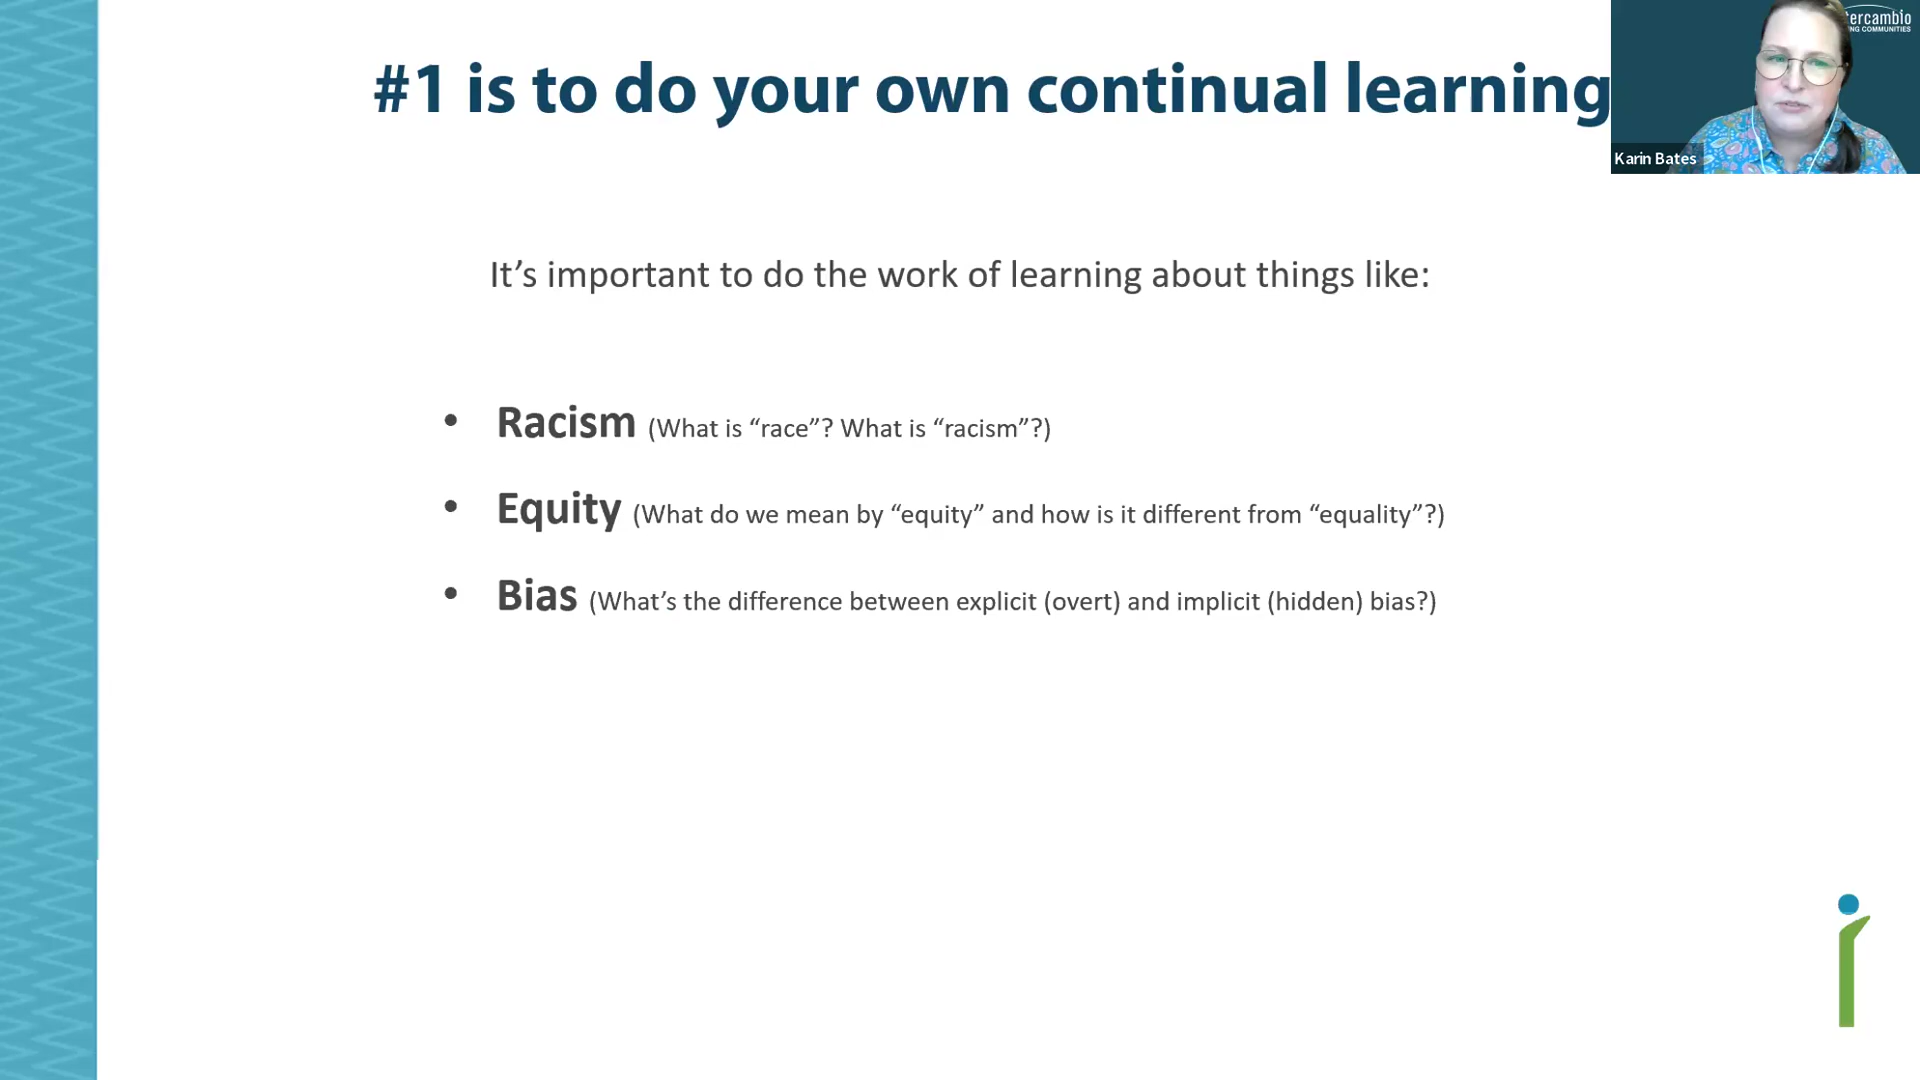 #1 is to do your own continual learning
ercambio
COMMUNITIES
Karin Bates
It’s important to do the work of learning about things like:
• Racism (What is “race”? What is “racism”?)
• Equity (What do we mean by “equity” and how is it different from “equality”?)
• Bias (What’s the difference between explicit (overt) and implicit (hidden) bias?)